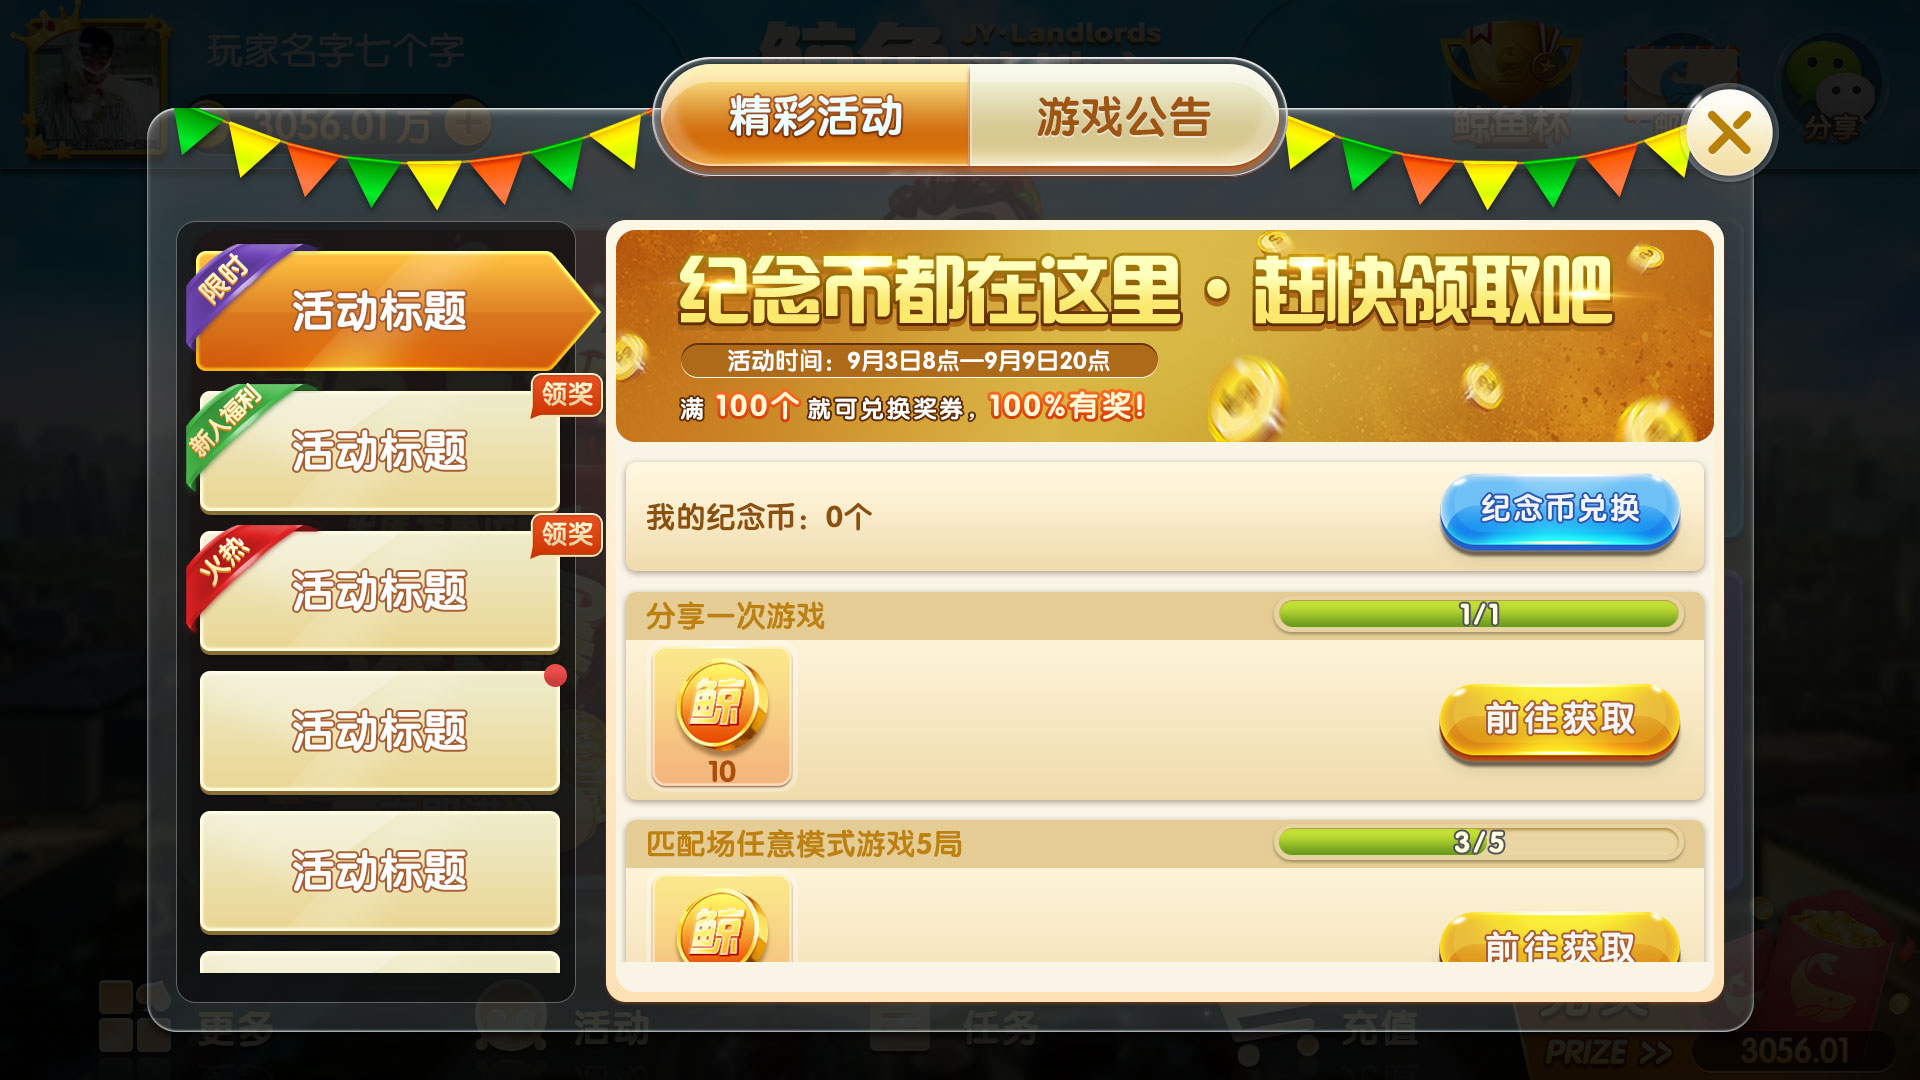 玩家名字七个字
JY·Landlords
3056.01万
鲸鱼杯
分享
精彩活动
游戏公告
限时
活动标题
新人福利
活动标题
领奖
火热
活动标题
领奖
活动标题
活动标题
纪念币都在这里·赶快领取吧
活动时间：9月3日8点—9月9日20点
满 100个 就可兑换奖券，100%有奖!
我的纪念币：0个
纪念币兑换
分享一次游戏
1/1
鲸
10
前往获取
匹配场任意模式游戏5局
3/5
鲸
前往获取
更多
活动
任务
充值
PRIZE >>
3056.01